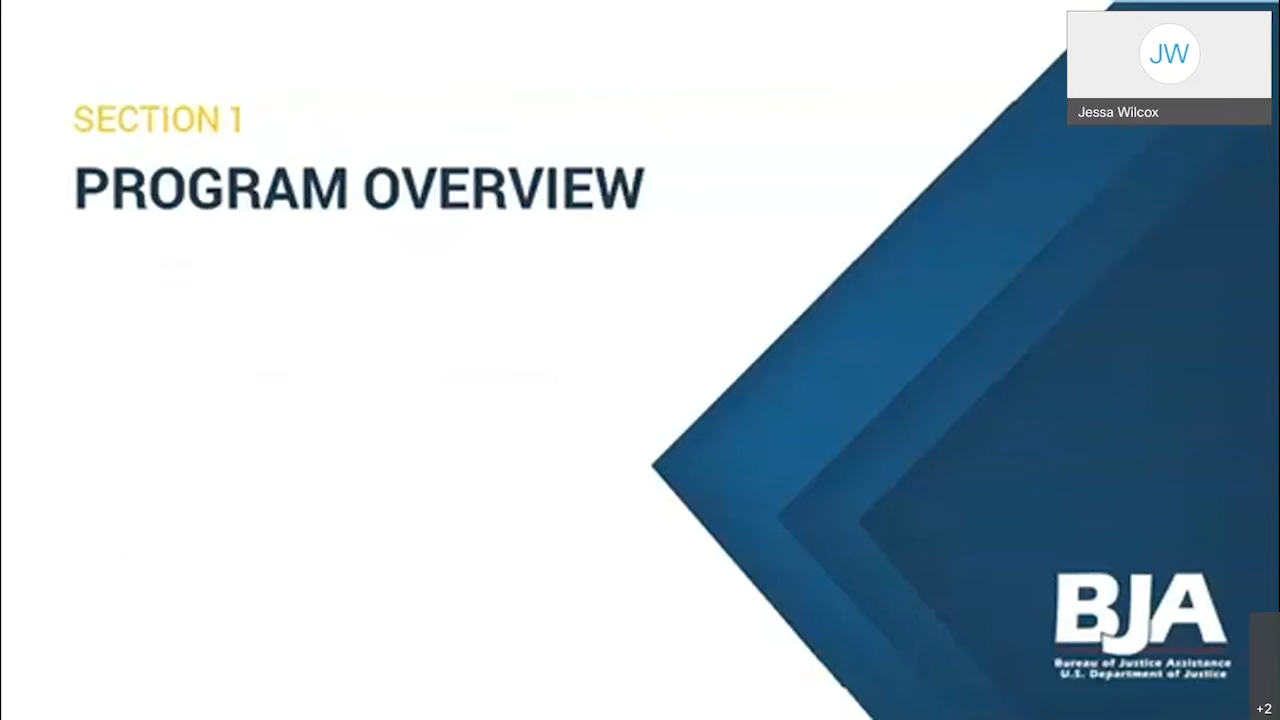 JW
Jessa Wilcox
SECTION 1
PROGRAM OVERVIEW
BJA
Bureau of Justice Assistance
U.S. Department of Justice
+2